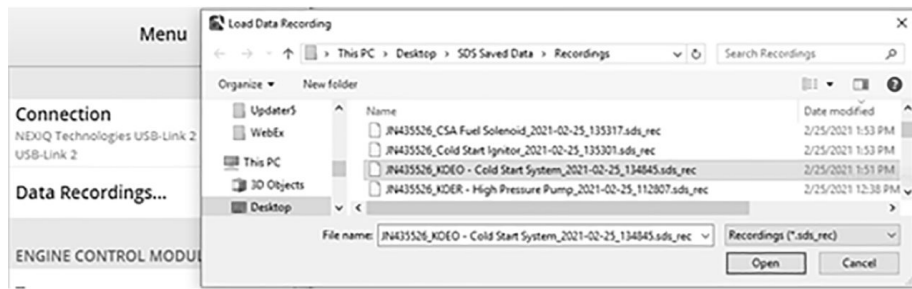 Menu
Connection
NEXIQ Technologies USB-Link 2
USB-Link 2
Data Recordings...
ENGINE CONTROL MODUL
Load Data Recording
This PC > Desktop > SDS Saved Data > Recordings
Search Recordings
Organize
New folder
Updater5
WebEx
This PC
3D Objects
Desktop
Name
Date modified
JN435526_CSA Fuel Solenoid_2021-02-25_135317.sds_rec
2/25/2021 1:53 PM
JN435526_Cold Start Ignitor_2021-02-25_135301.sds_rec
2/25/2021 1:53 PM
JN435526_KOEO - Cold Start System_2021-02-25_134845.sds_rec
2/25/2021 1:51 PM
JN435526_KOER - High Pressure Pump_2021-02-25_112807.sds_rec
2/25/2021 12:38 PM
File name:
JN435526_KOEO - Cold Start System_2021-02-25_134845.sds_rec
Recordings (*.sds_rec)
Open
Cancel